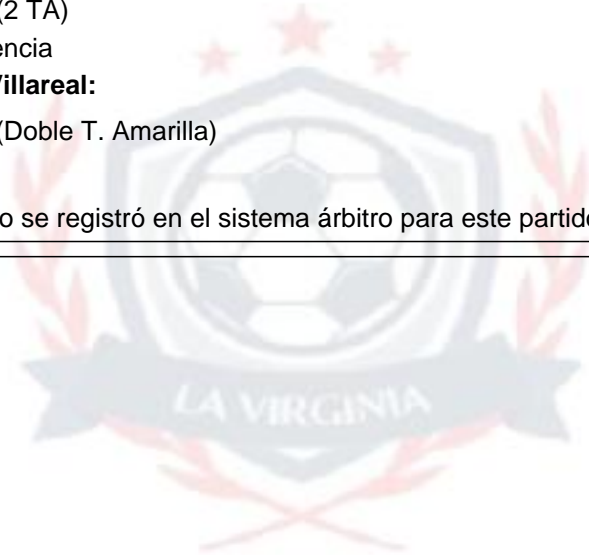 (2 TA)
encia
Villareal:
(Doble T. Amarilla)
o se registró en el sistema árbitro para este partido
LA VIRGINIA